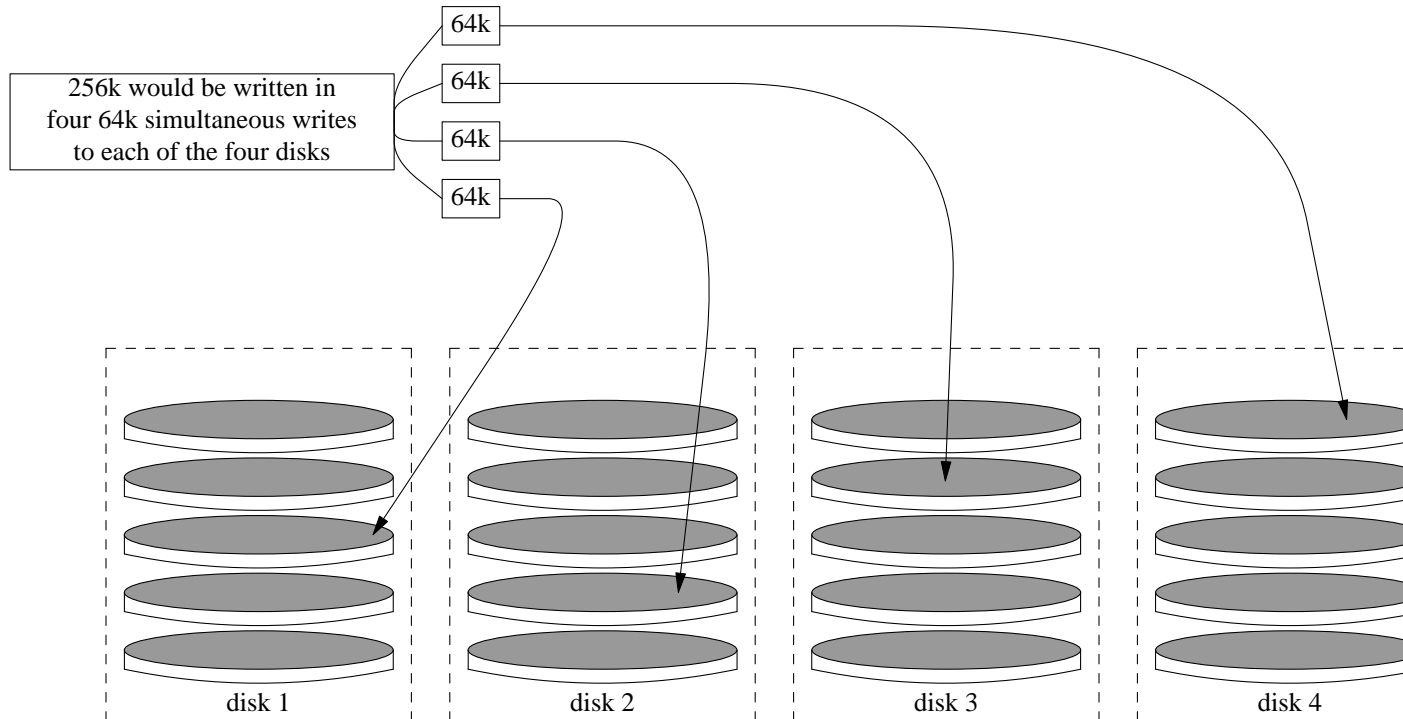 64k
256k would be written in
four 64k simultaneous writes
to each of the four disks
64k
64k
64k
disk 1
disk 2
disk 3
disk 4